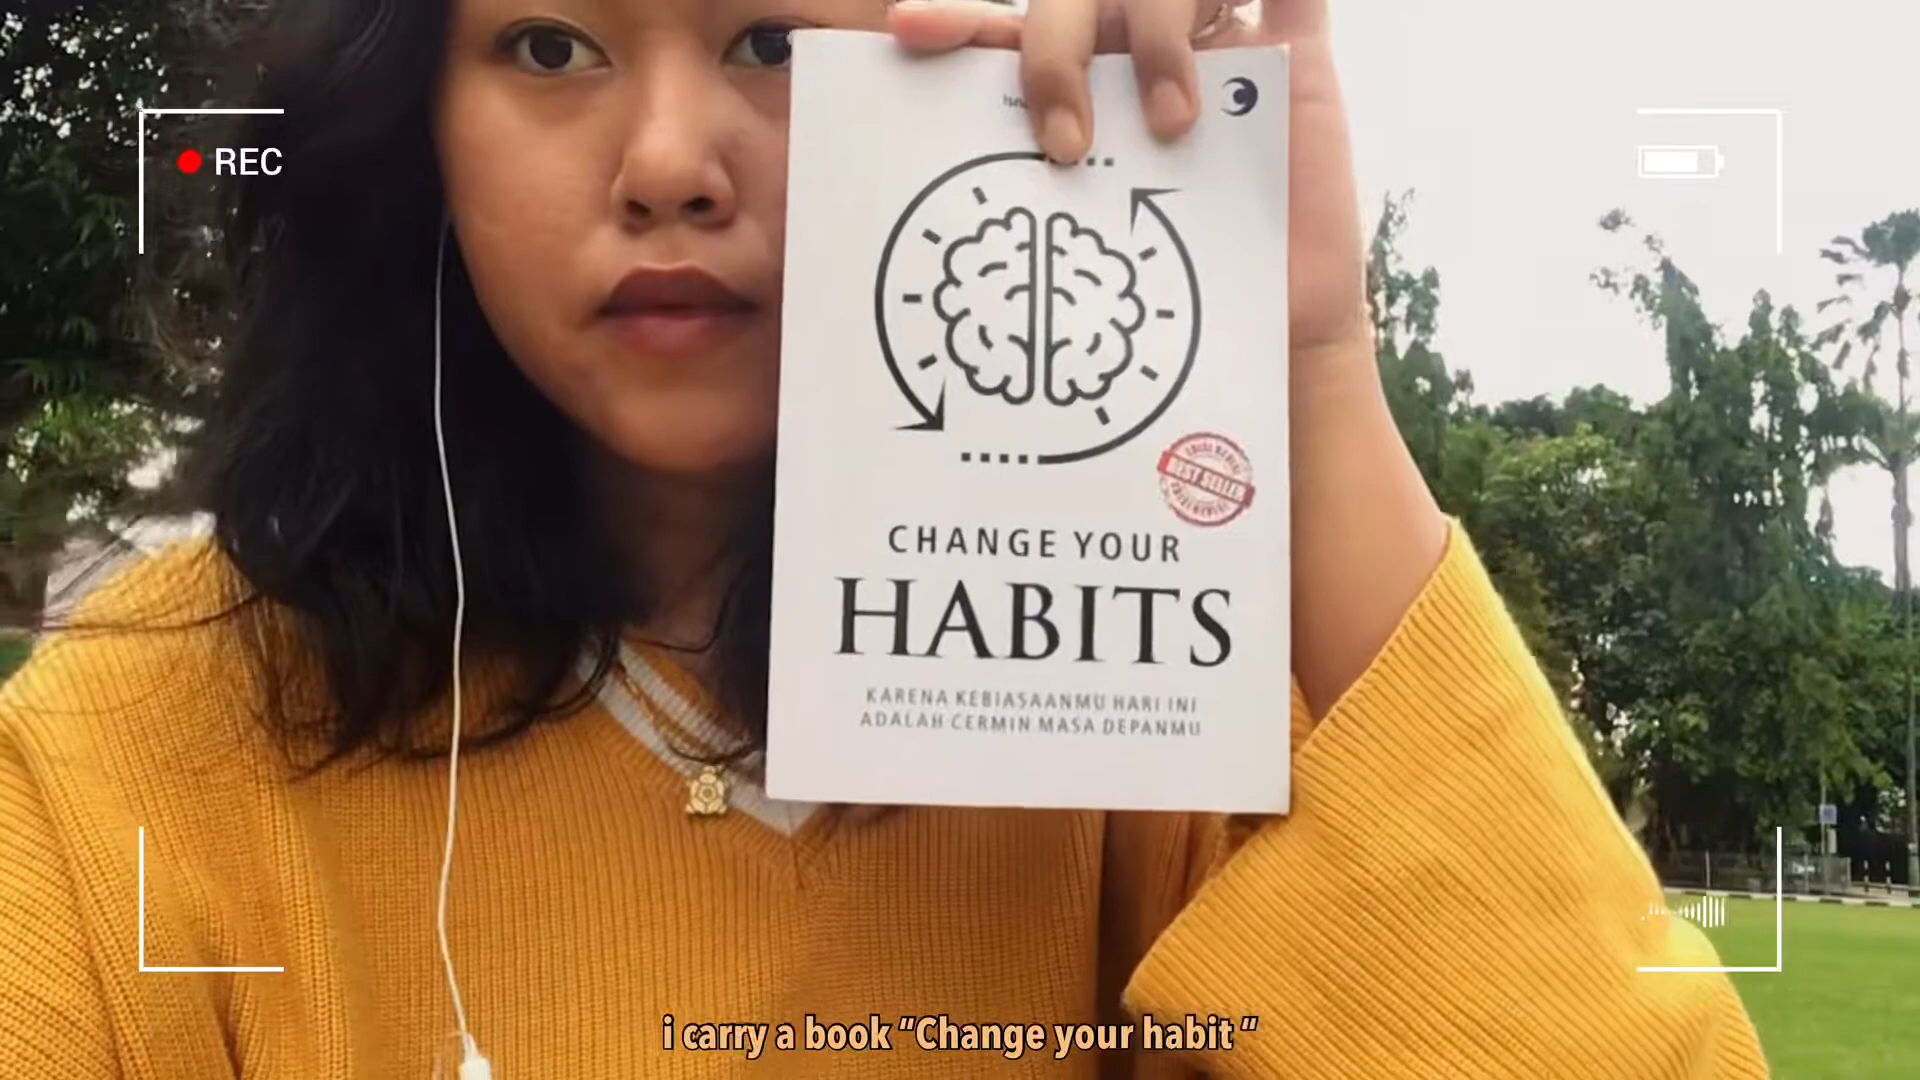 REC
BEST SELLER
CHANGE YOUR
HABITS
KARENA KEBIASAANMU HARI INI
ADALAH CERMIN MASA DEPANMU
i carry a book “Change your habit “